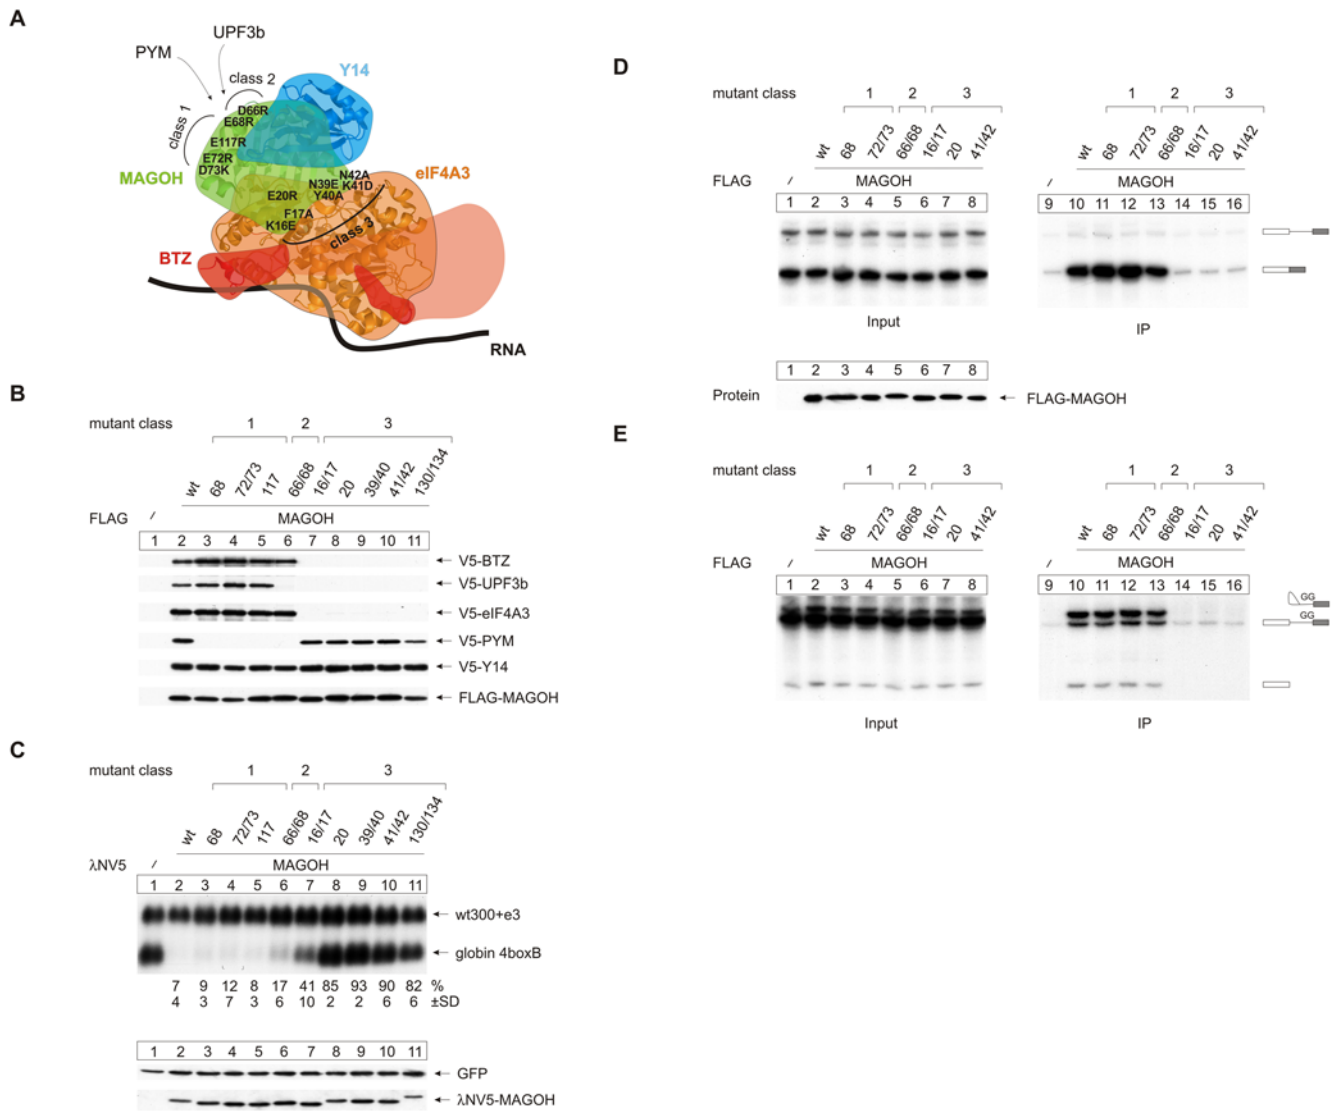 A
UPF3b
PYM
class 2
Y14
class 1
D66R
E68R
E117R
E72R
D73K
MAGOH
N42A
eIF4A3
N39E K41D
E20R Y40A
F17A
K16E
class 3
BTZ
RNA
B
mutant class 1 2 3
wt 68 72/73 117 66/68 16/17 20 39/40 41/42 130/134
FLAG / MAGOH
1 2 3 4 5 6 7 8 9 10 11
V5-BTZ
V5-UPF3b
V5-eIF4A3
V5-PYM
V5-Y14
FLAG-MAGOH
C
mutant class 1 2 3
wt 68 72/73 117 66/68 16/17 20 39/40 41/42 130/134
λNV5 / MAGOH
1 2 3 4 5 6 7 8 9 10 11
wt300+e3
globin 4boxB
7 9 12 8 17 41 85 93 90 82 %
4 3 7 3 6 10 2 2 6 6 ±SD
1 2 3 4 5 6 7 8 9 10 11
GFP
λNV5-MAGOH
D
mutant class 1 2 3 1 2 3
wt 68 72/73 66/68 16/17 20 41/42 wt 68 72/73 66/68 16/17 20 41/42
FLAG / MAGOH / MAGOH
1 2 3 4 5 6 7 8 9 10 11 12 13 14 15 16
Input IP
1 2 3 4 5 6 7 8
Protein FLAG-MAGOH
E
mutant class 1 2 3 1 2 3
wt 68 72/73 66/68 16/17 20 41/42 wt 68 72/73 66/68 16/17 20 41/42
FLAG / MAGOH / MAGOH
1 2 3 4 5 6 7 8 9 10 11 12 13 14 15 16
GG
GG
Input IP